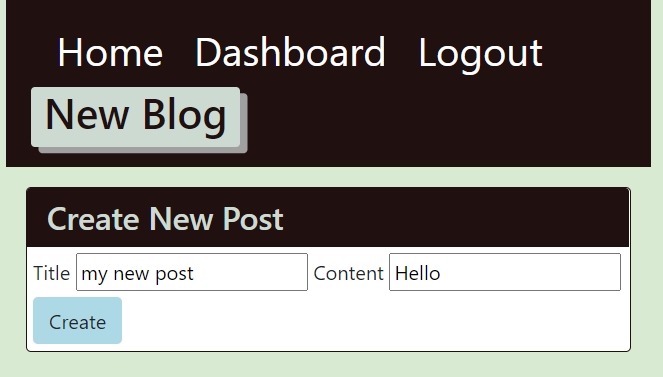 Home Dashboard Logout
New Blog
Create New Post
Title my new post Content Hello
Create